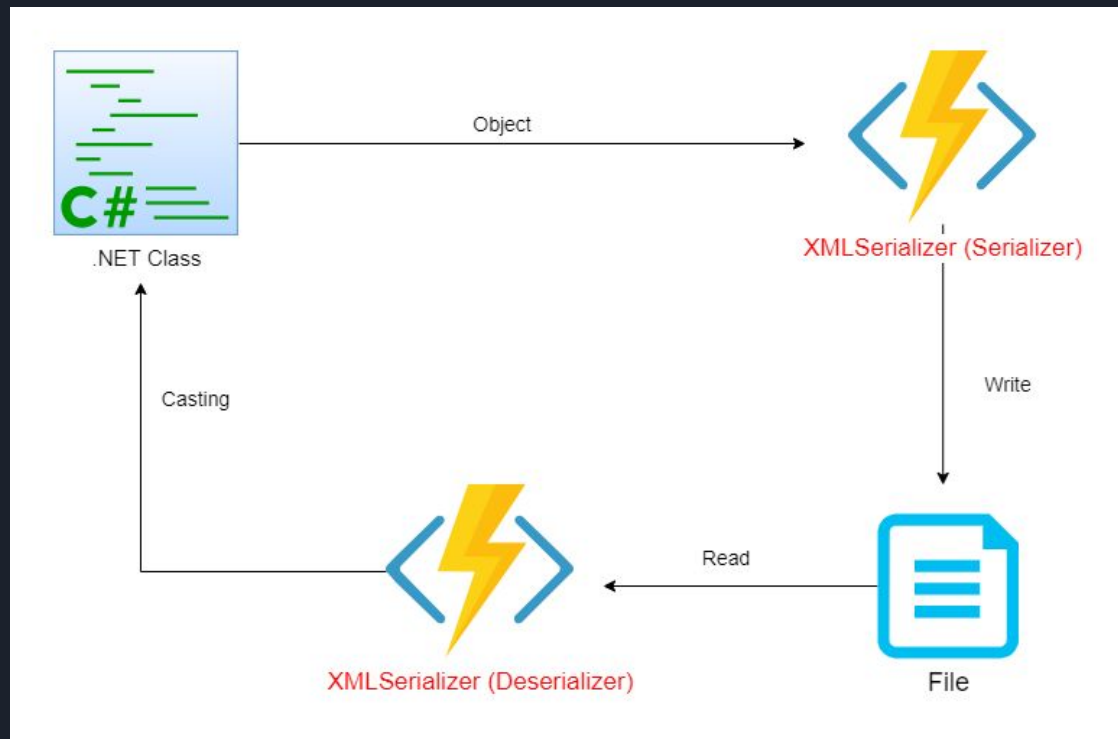 C#
.NET Class
Object
XMLSerializer (Serializer)
Write
File
Read
XMLSerializer (Deserializer)
Casting